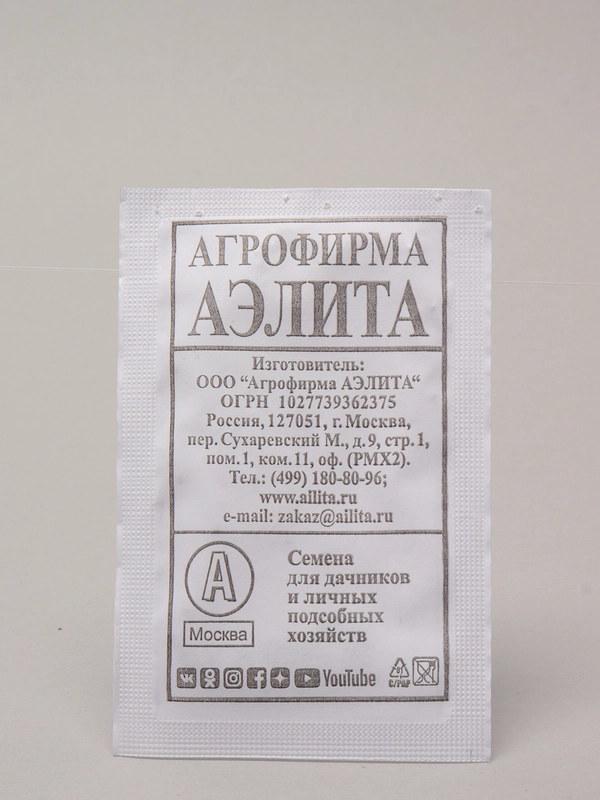 АГРОФИРМА
АЭЛИТА
Изготовитель:
ООО “Агрофирма АЭЛИТА“
ОГРН 1027739362375
Россия, 127051, г. Москва,
пер. Сухаревский М., д. 9, стр. 1,
пом. 1, ком. 11, оф. (РМХ2).
Тел.: (499) 180-80-96;
www.ailita.ru
e-mail: zakaz@ailita.ru
А
Москва
Семена
для дачников
и личных
подсобных
хозяйств
YouTube
C/PAP